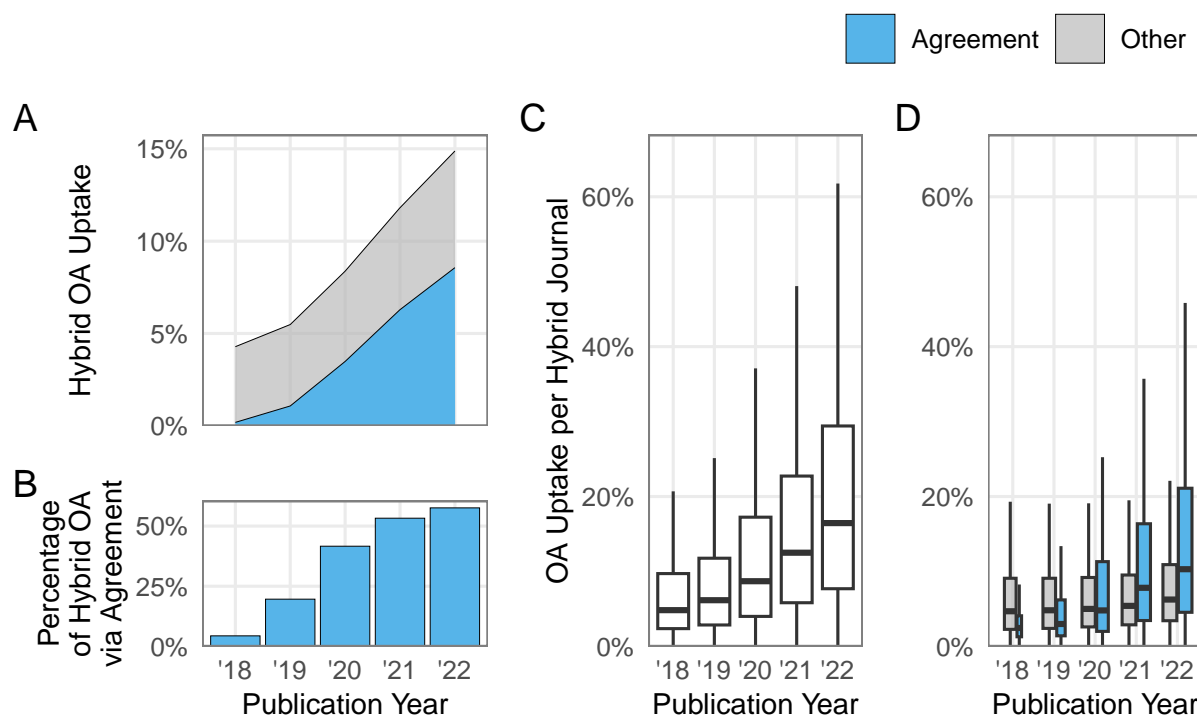 Agreement Other
A
Hybrid OA Uptake
15%
10%
5%
0%
B
Percentage
of Hybrid OA
via Agreement
50%
25%
0%
'18 '19 '20 '21 '22
Publication Year
C
OA Uptake per Hybrid Journal
60%
40%
20%
0%
'18 '19 '20 '21 '22
Publication Year
D
60%
40%
20%
0%
'18 '19 '20 '21 '22
Publication Year